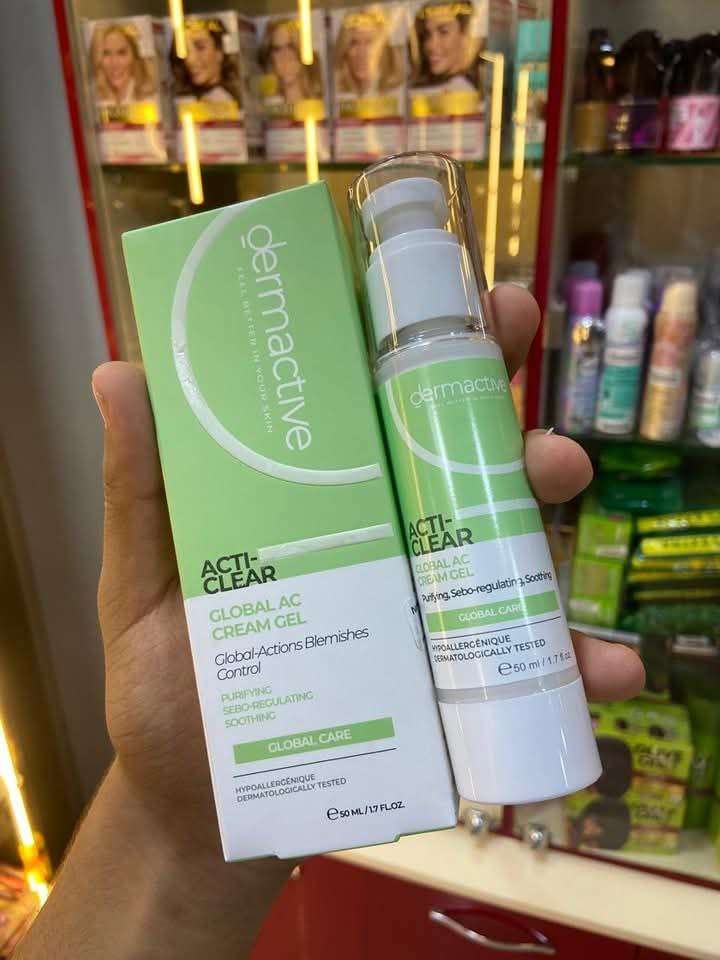 dermactive
FEEL BETTER IN YOUR SKIN
ACTI-
CLEAR
GLOBAL AC
CREAM GEL
Global-Actions Blemishes
Control
PURIFYING
SEBO-REGULATING
SOOTHING
GLOBAL CARE
HYPOALLERGÉNIQUE
DERMATOLOGICALLY TESTED
℮50 ML / 1.7 FL.OZ.
dermactive
ACTI-
CLEAR
GLOBAL AC
CREAM GEL
Purifying, Sebo-regulating, Soothing
GLOBAL CARE
HYPOALLERGÉNIQUE
DERMATOLOGICALLY TESTED
℮50 ml / 1.7 fl.oz.
OLIVE
GEL